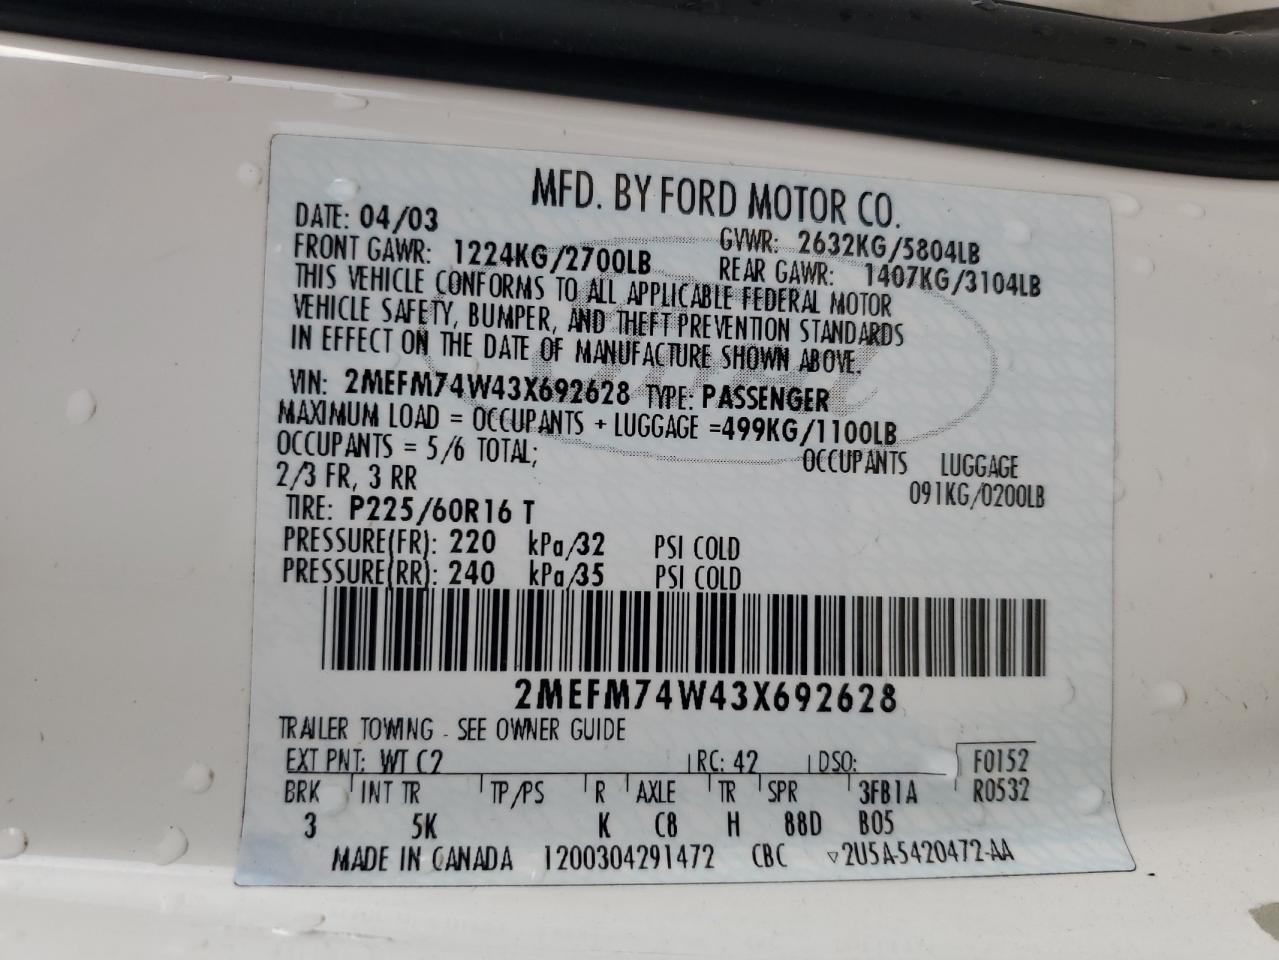 MFD. BY FORD MOTOR CO.
DATE: 04/03 GVWR: 2632KG/5804LB
FRONT GAWR: 1224KG/2700LB REAR GAWR: 1407KG/3104LB
THIS VEHICLE CONFORMS TO ALL APPLICABLE FEDERAL MOTOR
VEHICLE SAFETY, BUMPER, AND THEFT PREVENTION STANDARDS
IN EFFECT ON THE DATE OF MANUFACTURE SHOWN ABOVE.
VIN: 2MEFM74W43X692628 TYPE: PASSENGER
MAXIMUM LOAD = OCCUPANTS + LUGGAGE =499KG/1100LB
OCCUPANTS = 5/6 TOTAL; OCCUPANTS LUGGAGE
2/3 FR, 3 RR 091KG/0200LB
TIRE: P225/60R16 T
PRESSURE(FR): 220 kPa/32 PSI COLD
PRESSURE(RR): 240 kPa/35 PSI COLD
2MEFM74W43X692628
TRAILER TOWING - SEE OWNER GUIDE
EXT PNT: WT C2 RC: 42 DSO: F0152
BRK INT TR TP/PS R AXLE TR SPR 3FB1A R0532
3 5K K C8 H 88D B05
MADE IN CANADA 1200304291472 CBC ▽2U5A-5420472-AA